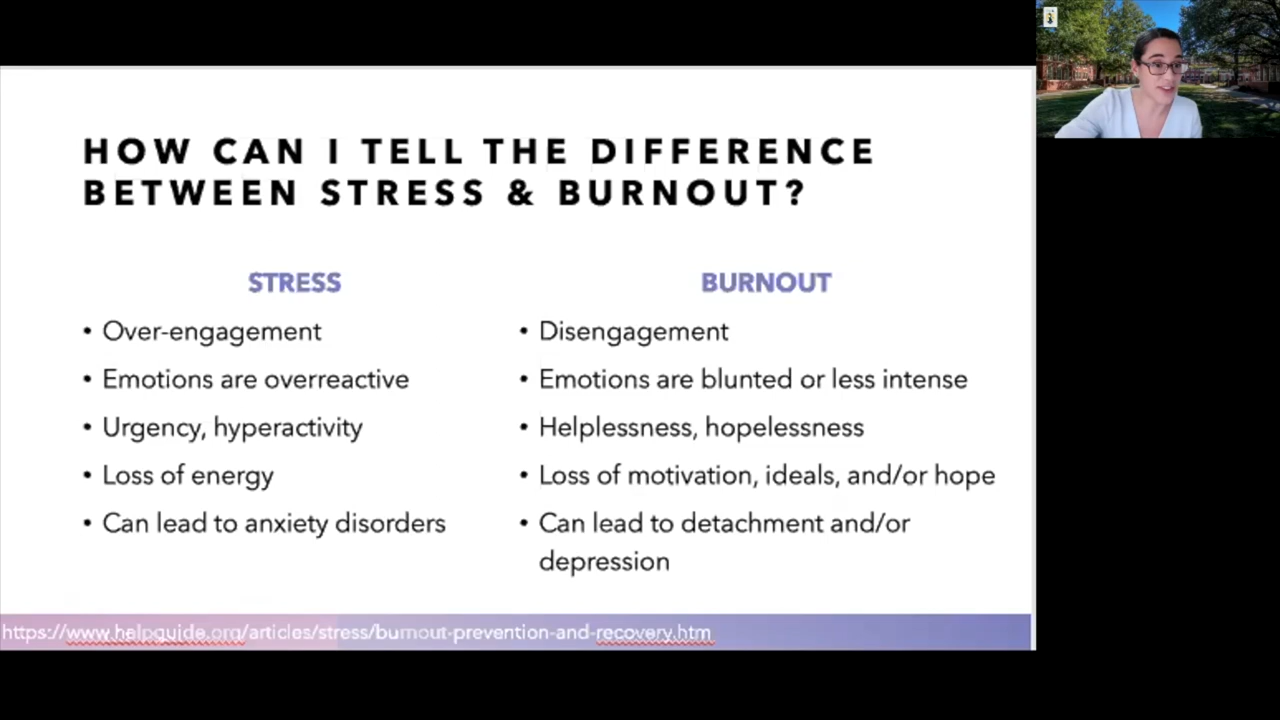 HOW CAN I TELL THE DIFFERENCE
BETWEEN STRESS & BURNOUT?
STRESS
• Over-engagement
• Emotions are overreactive
• Urgency, hyperactivity
• Loss of energy
• Can lead to anxiety disorders
BURNOUT
• Disengagement
• Emotions are blunted or less intense
• Helplessness, hopelessness
• Loss of motivation, ideals, and/or hope
• Can lead to detachment and/or
depression
https://www.helpguide.org/articles/stress/burnout-prevention-and-recovery.htm